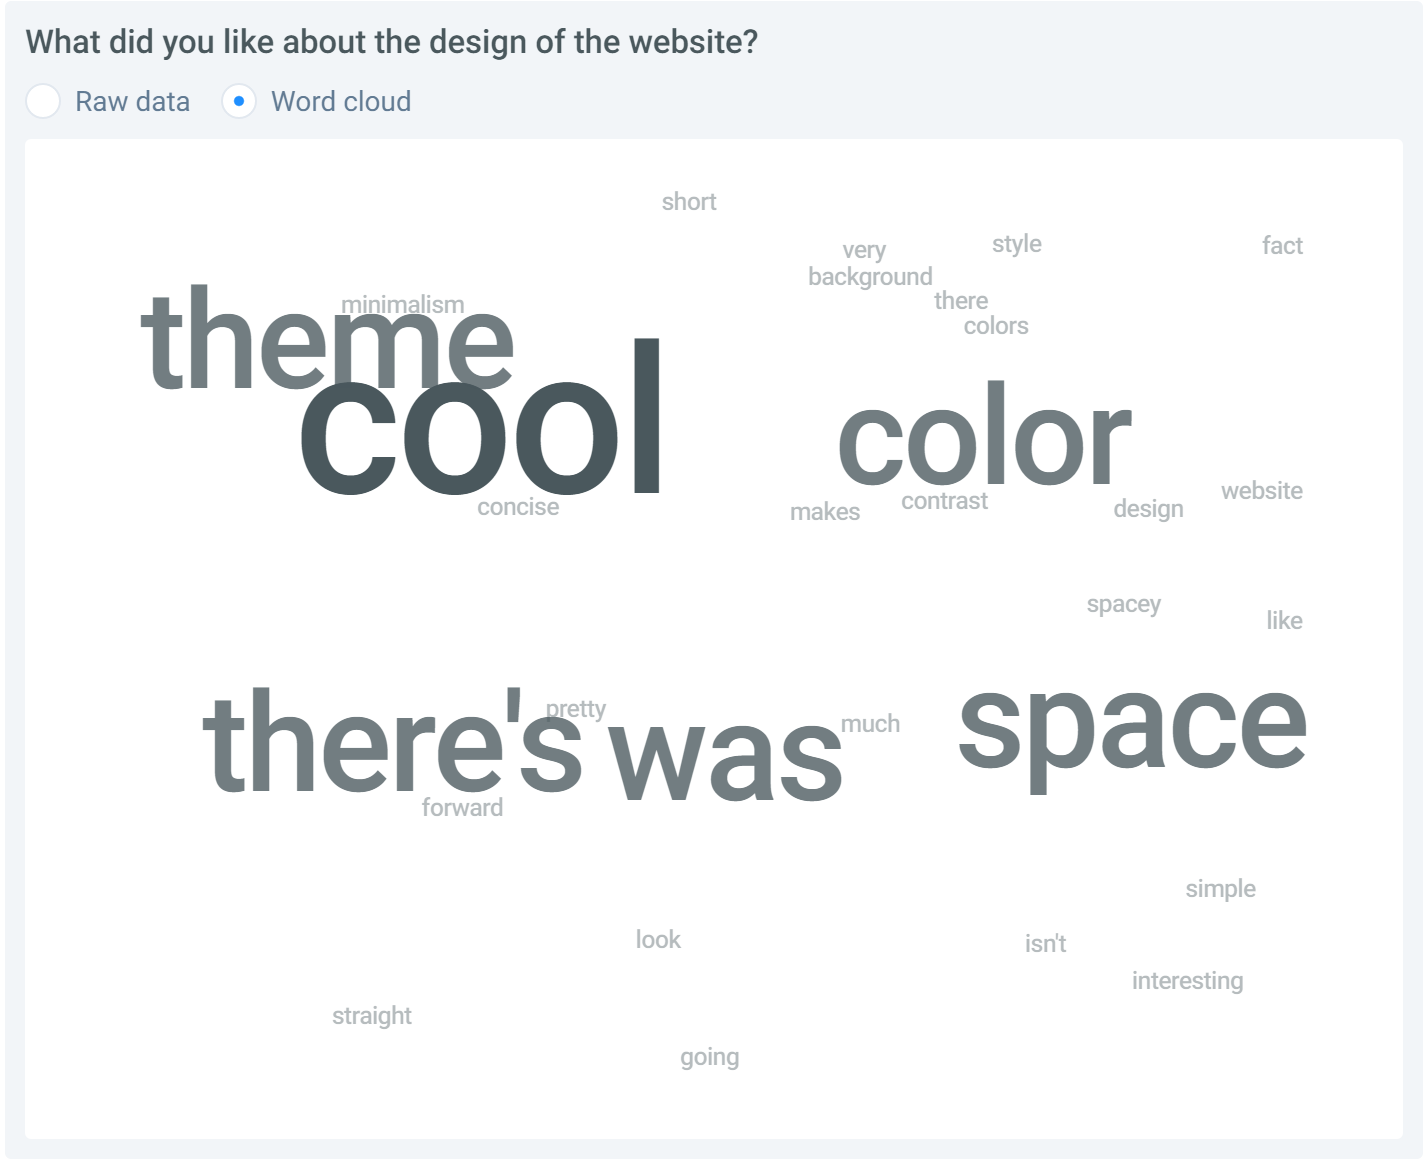 What did you like about the design of the website?
Raw data Word cloud
short
very
style
fact
background
there
minimalism
colors
theme
cool
color
concise
makes
contrast
design
website
spacey
like
there's
pretty
was
much
space
forward
simple
look
isn't
interesting
straight
going